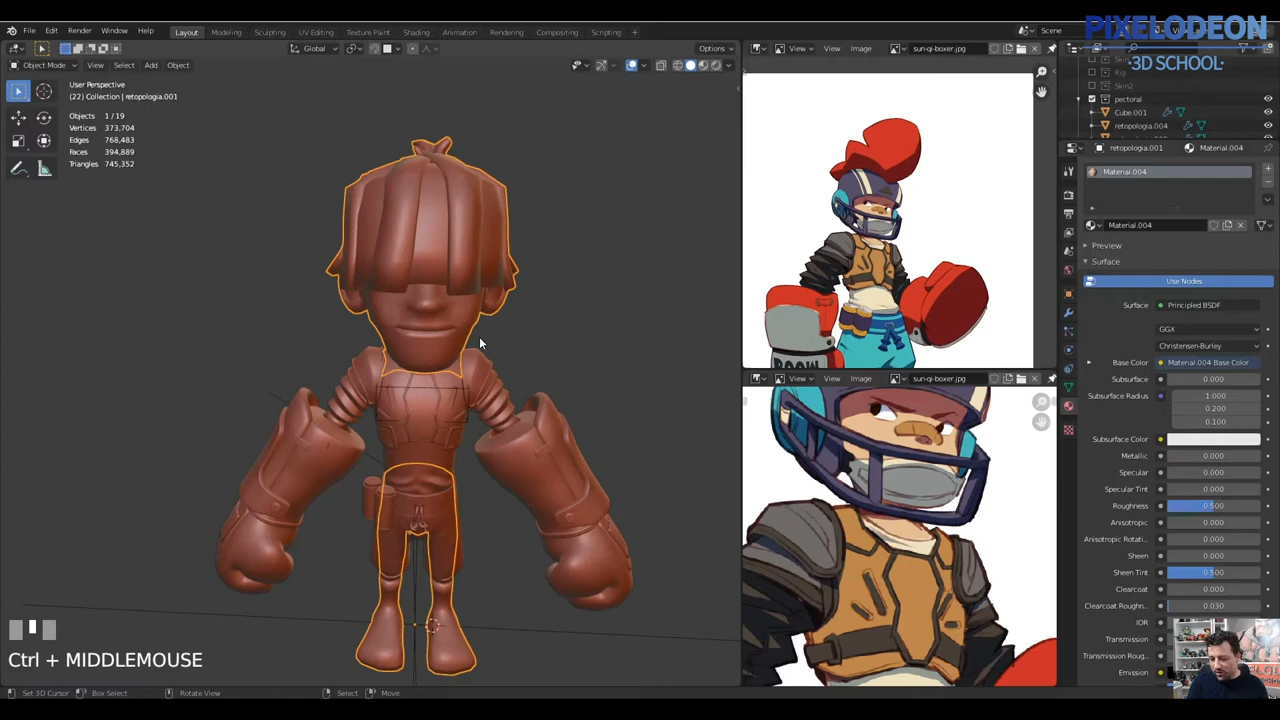 File Edit Render Window Help Layout Modeling Sculpting UV Editing Texture Paint Shading Animation Rendering Compositing Scripting + Scene
PIXELODEON
·3D SCHOOL·
Global Options View View Image sun-qi-boxer.jpg
Object Mode View Select Add Object
Rig
Skin2
User Perspective
(22) Collection | retopologia.001
pectoral
Objects 1 / 19
Cube.001
Vertices 373,704
retopologia.004
Edges 768,483
Faces 394,889
retopologia.001 Material.004
Triangles 745,352
Material.004
Material.004
Preview
Surface
Use Nodes
Surface Principled BSDF
GGX
Christensen-Burley
Base Color Material.004 Base Color
BOOM
View View Image sun-qi-boxer.jpg
Subsurface 0.000
Subsurface Radius 1.000
0.200
0.100
Subsurface Color
Metallic 0.000
Specular 0.000
Specular Tint 0.000
Roughness 0.500
Anisotropic 0.000
Anisotropic Rotati.. 0.000
Sheen 0.000
Sheen Tint 0.500
Clearcoat 0.000
Clearcoat Roughn.. 0.030
IOR
Transmission
Transmission Roug..
Emission
Ctrl + MIDDLEMOUSE
Set 3D Cursor Box Select Rotate View Select Move